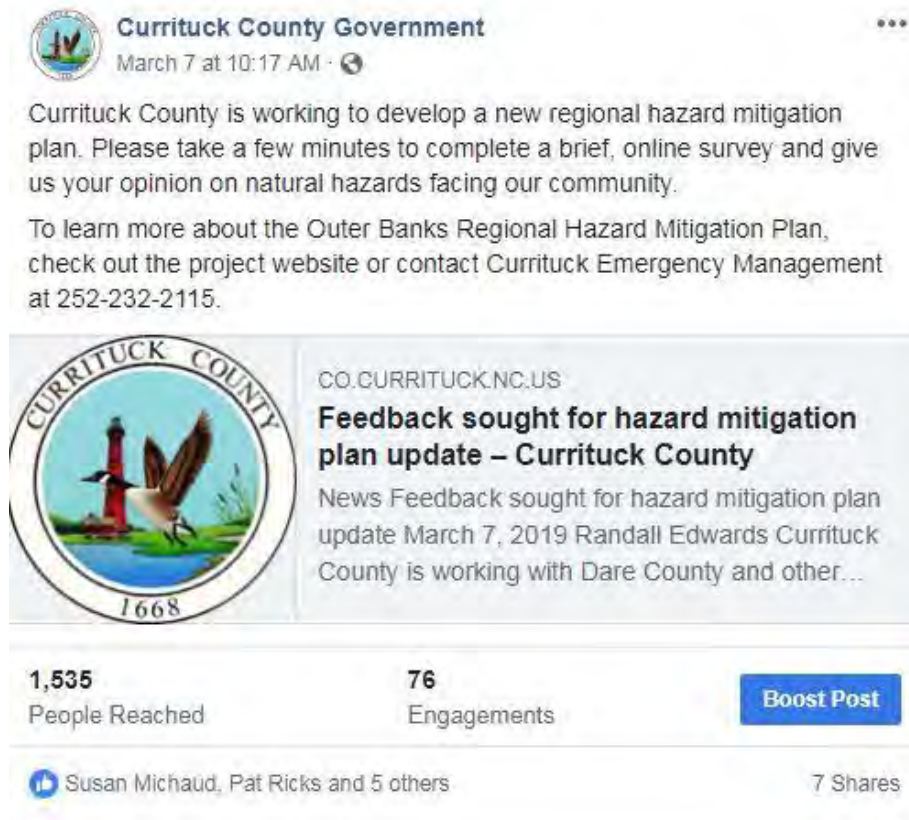 Currituck County Government
March 7 at 10:17 AM ·
Currituck County is working to develop a new regional hazard mitigation
plan. Please take a few minutes to complete a brief, online survey and give
us your opinion on natural hazards facing our community.
To learn more about the Outer Banks Regional Hazard Mitigation Plan,
check out the project website or contact Currituck Emergency Management
at 252-232-2115.
CURRITUCK COUNTY
1668
CO.CURRITUCK.NC.US
Feedback sought for hazard mitigation
plan update – Currituck County
News Feedback sought for hazard mitigation plan
update March 7, 2019 Randall Edwards Currituck
County is working with Dare County and other...
1,535
People Reached
76
Engagements
Boost Post
Susan Michaud, Pat Ricks and 5 others
7 Shares